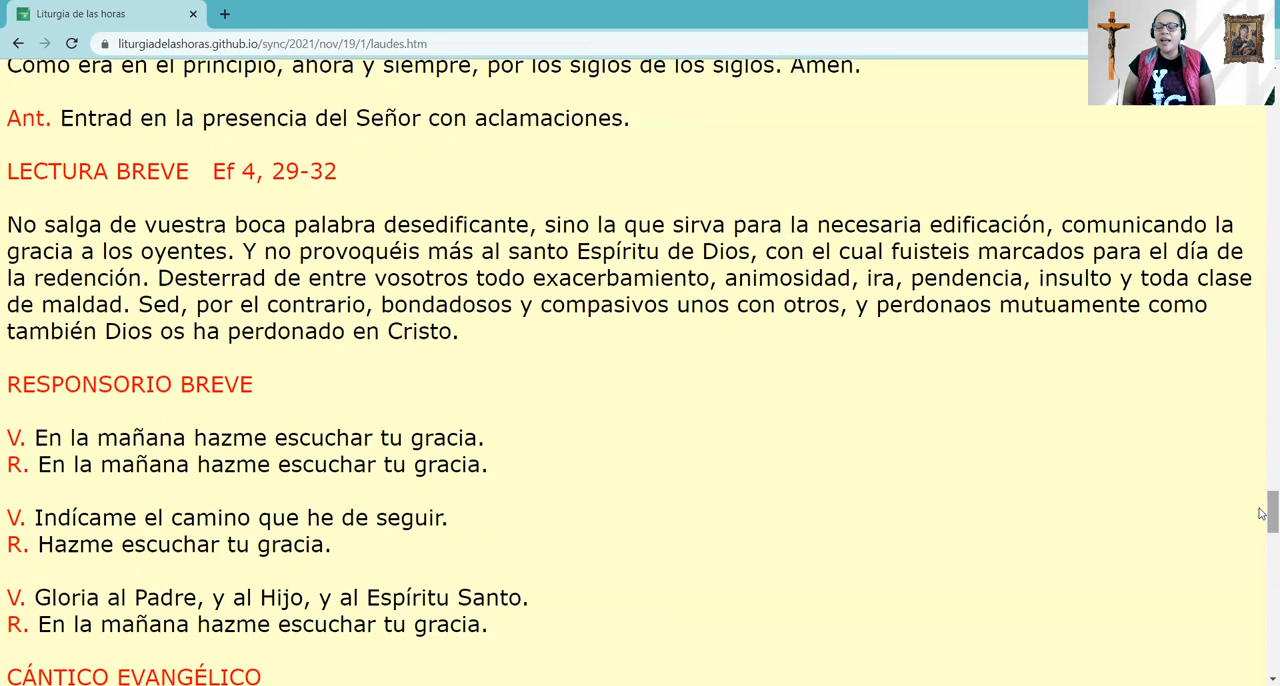 Liturgia de las horas
liturgiadelashoras.github.io/sync/2021/nov/19/1/laudes.htm
Como era en el principio, ahora y siempre, por los siglos de los siglos. Amén.
Ant. Entrad en la presencia del Señor con aclamaciones.
LECTURA BREVE Ef 4, 29-32
No salga de vuestra boca palabra desedificante, sino la que sirva para la necesaria edificación, comunicando la
gracia a los oyentes. Y no provoquéis más al santo Espíritu de Dios, con el cual fuisteis marcados para el día de
la redención. Desterrad de entre vosotros todo exacerbamiento, animosidad, ira, pendencia, insulto y toda clase
de maldad. Sed, por el contrario, bondadosos y compasivos unos con otros, y perdonaos mutuamente como
también Dios os ha perdonado en Cristo.
RESPONSORIO BREVE
V. En la mañana hazme escuchar tu gracia.
R. En la mañana hazme escuchar tu gracia.
V. Indícame el camino que he de seguir.
R. Hazme escuchar tu gracia.
V. Gloria al Padre, y al Hijo, y al Espíritu Santo.
R. En la mañana hazme escuchar tu gracia.
CÁNTICO EVANGÉLICO